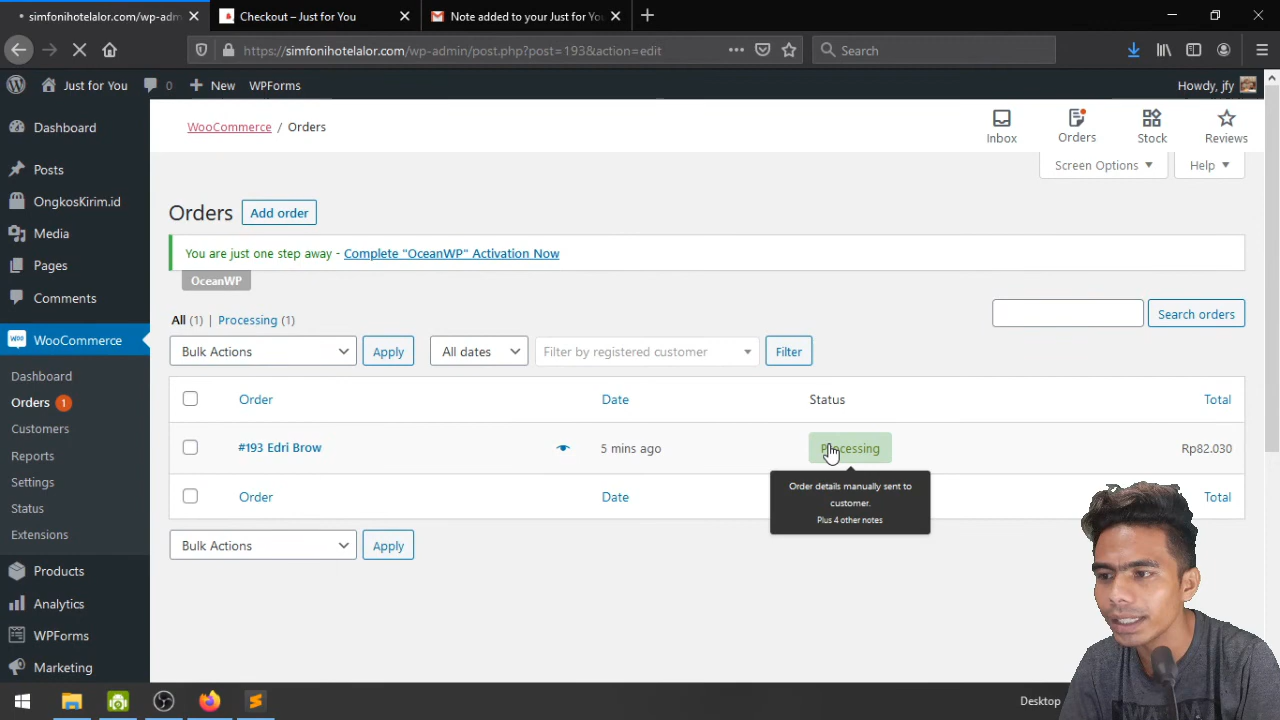 simfonihotelalor.com/wp-adm
Checkout – Just for You
Note added to your Just for Yo
https://simfonihotelalor.com/wp-admin/post.php?post=193&action=edit
Search
Just for You
0
New
WPForms
Howdy, jfy
Dashboard
Posts
OngkosKirim.id
Media
Pages
Comments
WooCommerce
Dashboard
Orders 1
Customers
Reports
Settings
Status
Extensions
Products
Analytics
WPForms
Marketing
WooCommerce / Orders
Inbox
Orders
Stock
Reviews
Screen Options
Help
Orders
Add order
You are just one step away - Complete "OceanWP" Activation Now
OceanWP
All (1) | Processing (1)
Search orders
Bulk Actions
Apply
All dates
Filter by registered customer
Filter
Order Date Status Total
#193 Edri Brow 5 mins ago Processing Rp82.030
Order details manually sent to
customer.
Plus 4 other notes
Order Date Total
Bulk Actions
Apply
Desktop